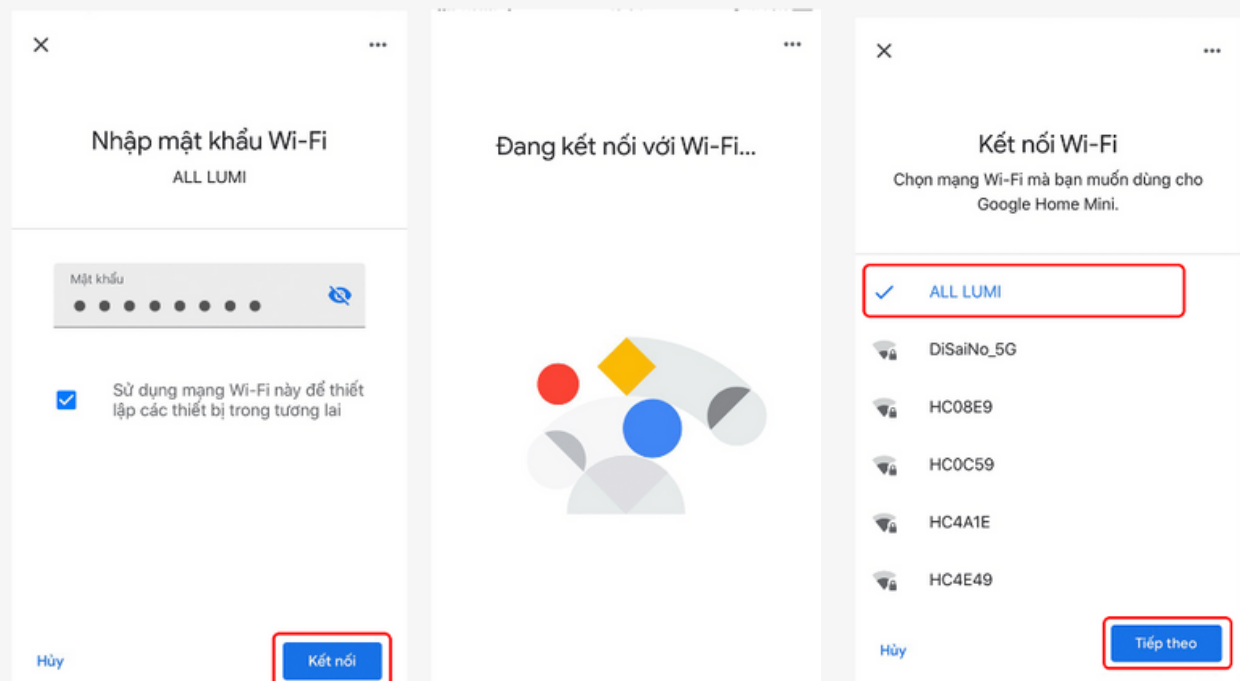 Nhập mật khẩu Wi-Fi
ALL LUMI
Mật khẩu
Sử dụng mạng Wi-Fi này để thiết
lập các thiết bị trong tương lai
Hủy
Kết nối
Đang kết nối với Wi-Fi...
Kết nối Wi-Fi
Chọn mạng Wi-Fi mà bạn muốn dùng cho
Google Home Mini.
ALL LUMI
DiSaiNo_5G
HC08E9
HC0C59
HC4A1E
HC4E49
Hủy
Tiếp theo